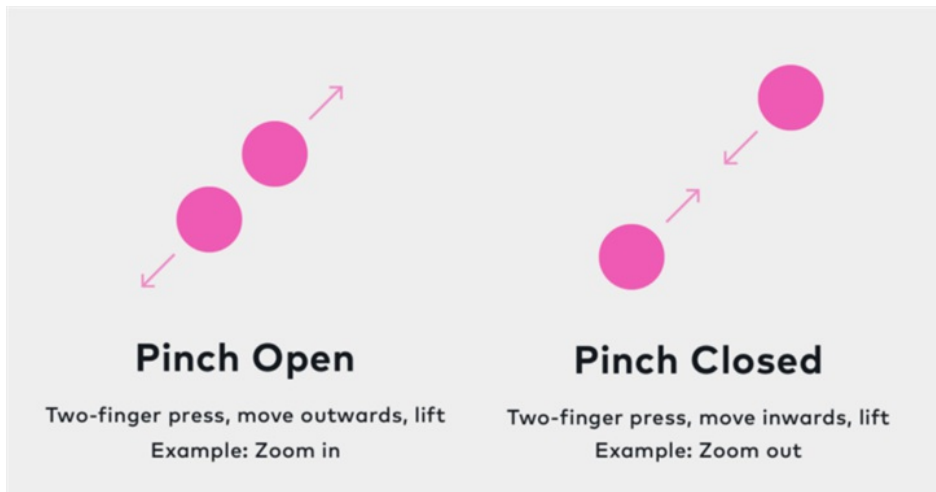 Pinch Open
Two-finger press, move outwards, lift
Example: Zoom in
Pinch Closed
Two-finger press, move inwards, lift
Example: Zoom out